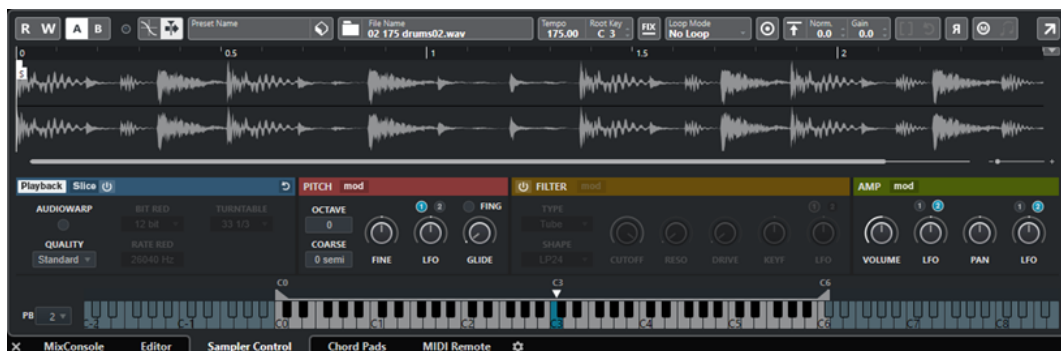 R W A B Preset Name File Name Tempo Root Key FIX Loop Mode Norm. Gain
02 175 drums02.wav 175.00 C 3 No Loop 0.0 0.0
0 0.5 1 1.5 2
S
Playback Slice PITCH mod FILTER mod AMP mod
AUDIOWARP BIT RED TURNTABLE OCTAVE 1 2 FING TYPE 1 2 1 2 1 2
12 bit 33 1/3 0 Tube
QUALITY RATE RED COARSE SHAPE
Standard 26040 Hz 0 semi FINE LFO GLIDE LP24 CUTOFF RESO DRIVE KEYF LFO VOLUME LFO PAN LFO
C0 C3 C6
PB 2
C-2 C-1 C0 C1 C2 C3 C4 C5 C6 C7 C8
MixConsole Editor Sampler Control Chord Pads MIDI Remote